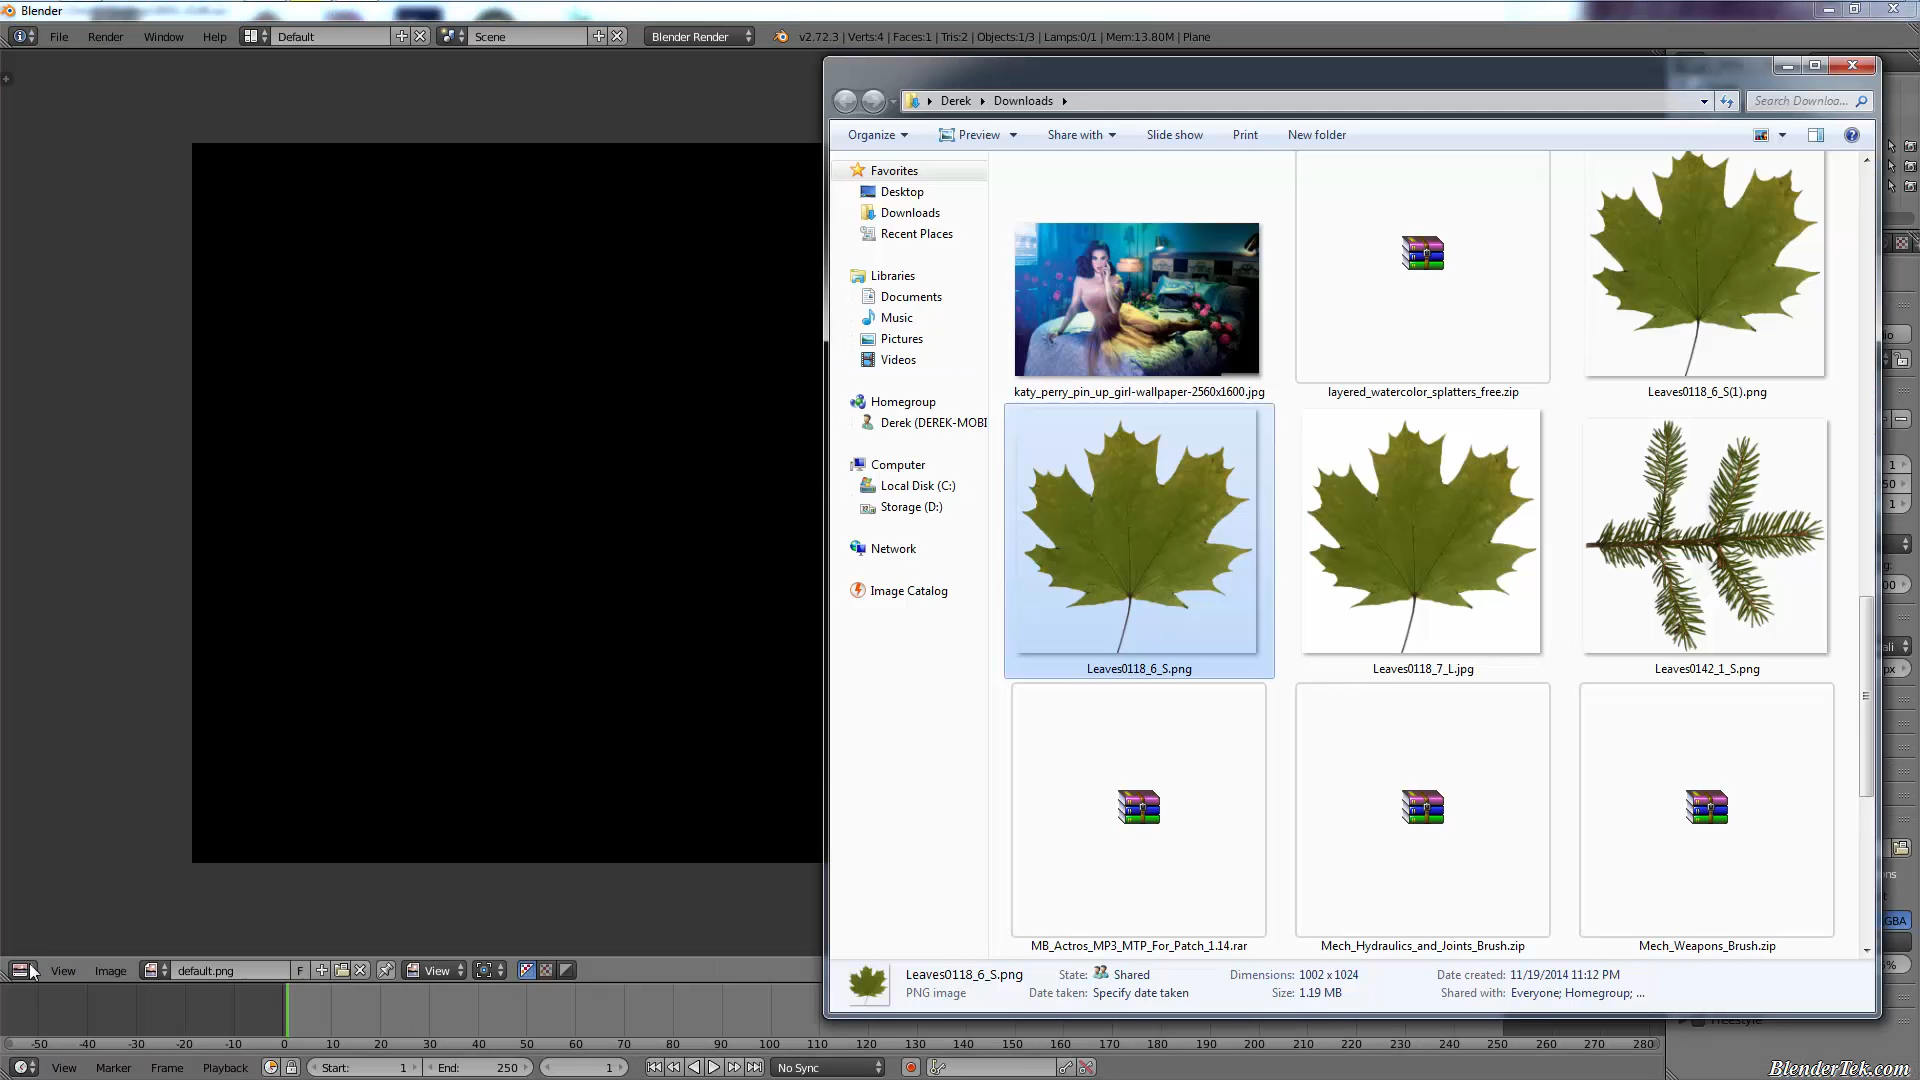 Blender
File Render Window Help Default Scene Blender Render v2.72.3 | Verts:4 | Faces:1 | Tris:2 | Objects:1/3 | Lamps:0/1 | Mem:13.80M | Plane
Derek Downloads Search Downloa...
Organize Preview Share with Slide show Print New folder
Favorites
Desktop
Downloads
Recent Places
Libraries
Documents
Music
Pictures
Videos
Homegroup
Derek (DEREK-MOBI
Computer
Local Disk (C:)
Storage (D:)
Network
Image Catalog
katy_perry_pin_up_girl-wallpaper-2560x1600.jpg layered_watercolor_splatters_free.zip Leaves0118_6_S(1).png
Leaves0118_6_S.png Leaves0118_7_L.jpg Leaves0142_1_S.png
MB_Actros_MP3_MTP_For_Patch_1.14.rar Mech_Hydraulics_and_Joints_Brush.zip Mech_Weapons_Brush.zip
Leaves0118_6_S.png State: Shared Dimensions: 1002 x 1024 Date created: 11/19/2014 11:12 PM
PNG image Date taken: Specify date taken Size: 1.19 MB Shared with: Everyone; Homegroup; ...
View Image default.png F View
-50 -40 -30 -20 -10 0 10 20 30 40 50 60 70 80 90 100 110 120 130 140 150 160 170 180 190 200 210 220 230 240 250 260 270 280
View Marker Frame Playback Start: 1 End: 250 1 No Sync
BlenderTek.com